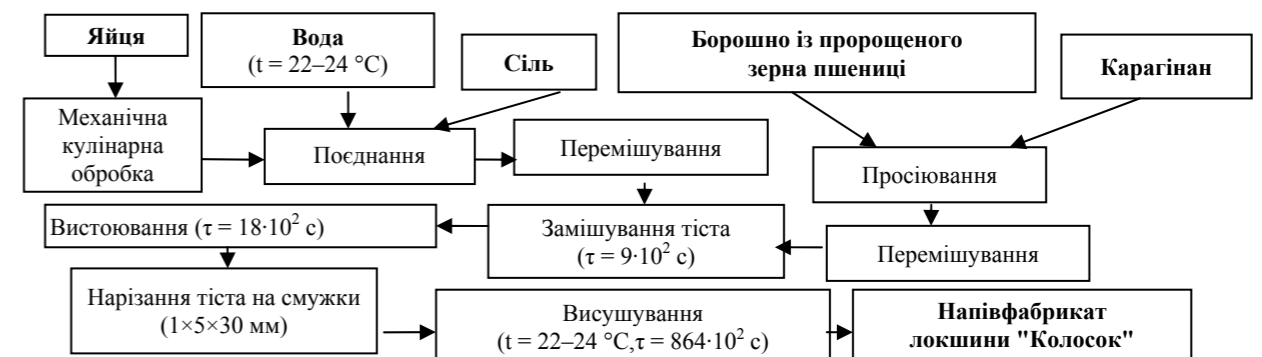 Яйця
Вода
(t = 22–24 °C)
Сіль
Борошно із пророщеного
зерна пшениці
Карагінан
Механічна
кулінарна
обробка
Поєднання
Перемішування
Просіювання
Вистоювання (τ = 18·10² с)
Замішування тіста
(τ = 9·10² с)
Перемішування
Нарізання тіста на смужки
(1×5×30 мм)
Висушування
(t = 22–24 °C,τ = 864·10² с)
Напівфабрикат
локшини "Колосок"